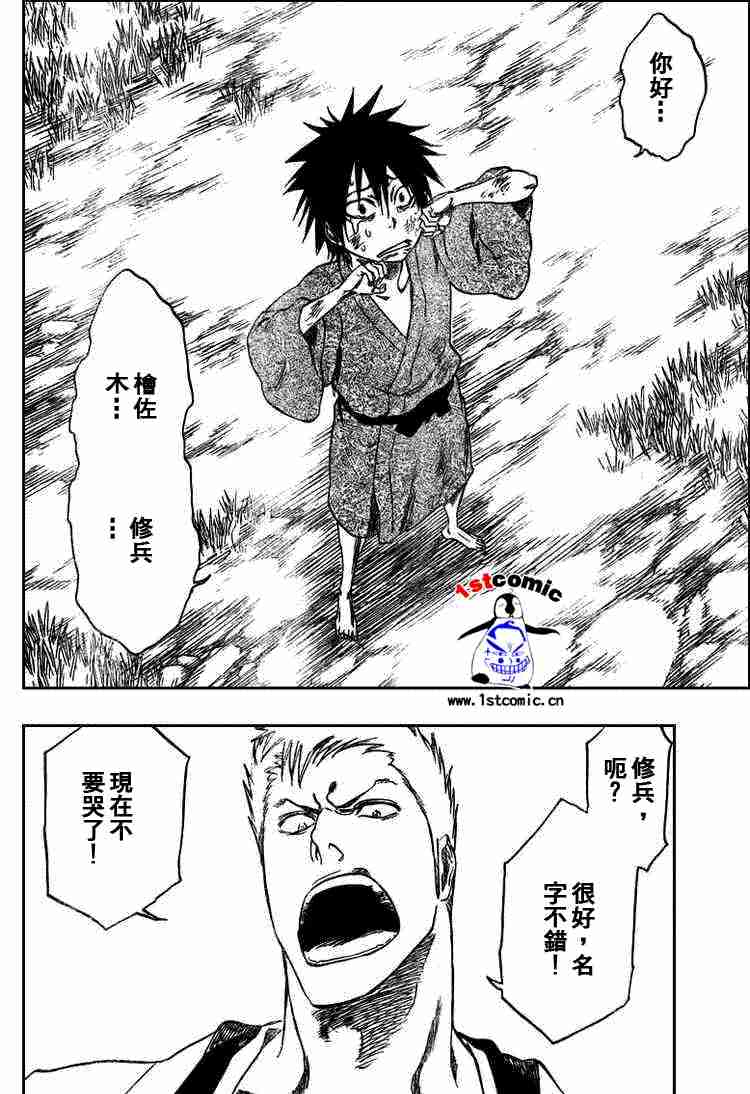 你好…
檜佐
木…
修兵
…
1stcomic
www.1stcomic.cn
修兵，
呃？
很好，名
字不錯！
現在不
要哭了！